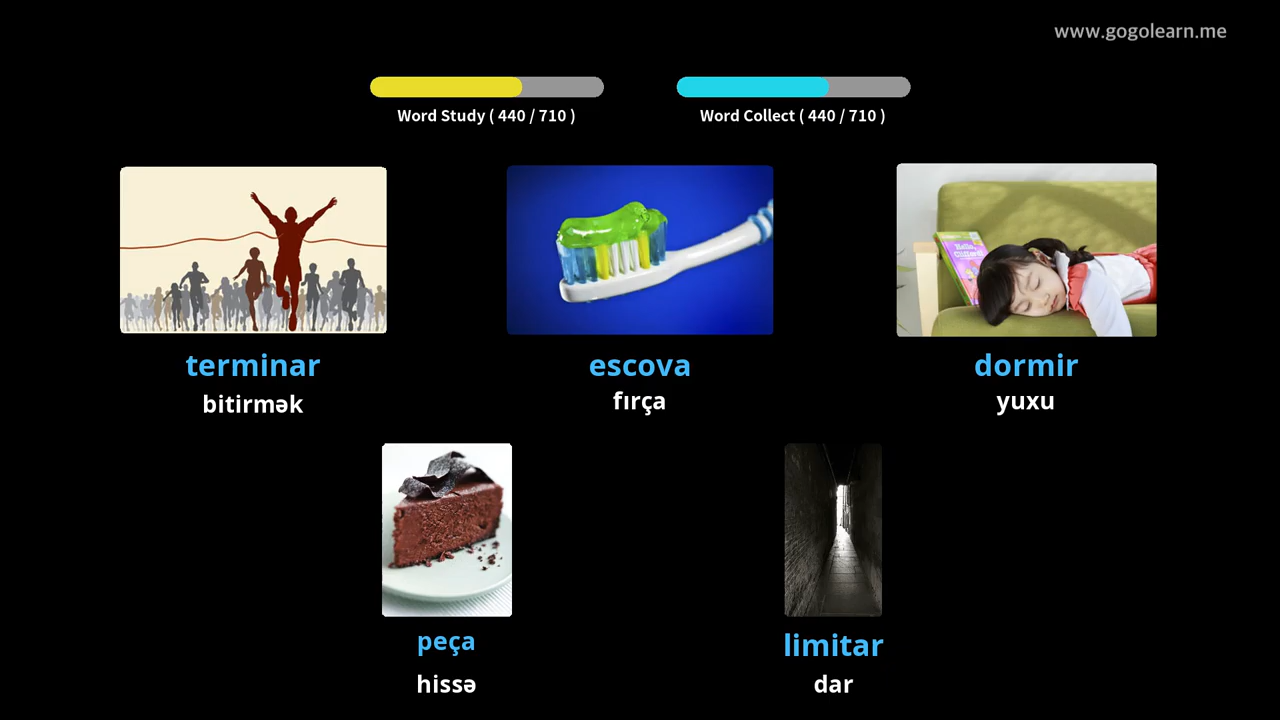 www.gogolearn.me
Word Study ( 440 / 710 )
Word Collect ( 440 / 710 )
terminar
bitirmək
escova
fırça
dormir
yuxu
peça
hissə
limitar
dar